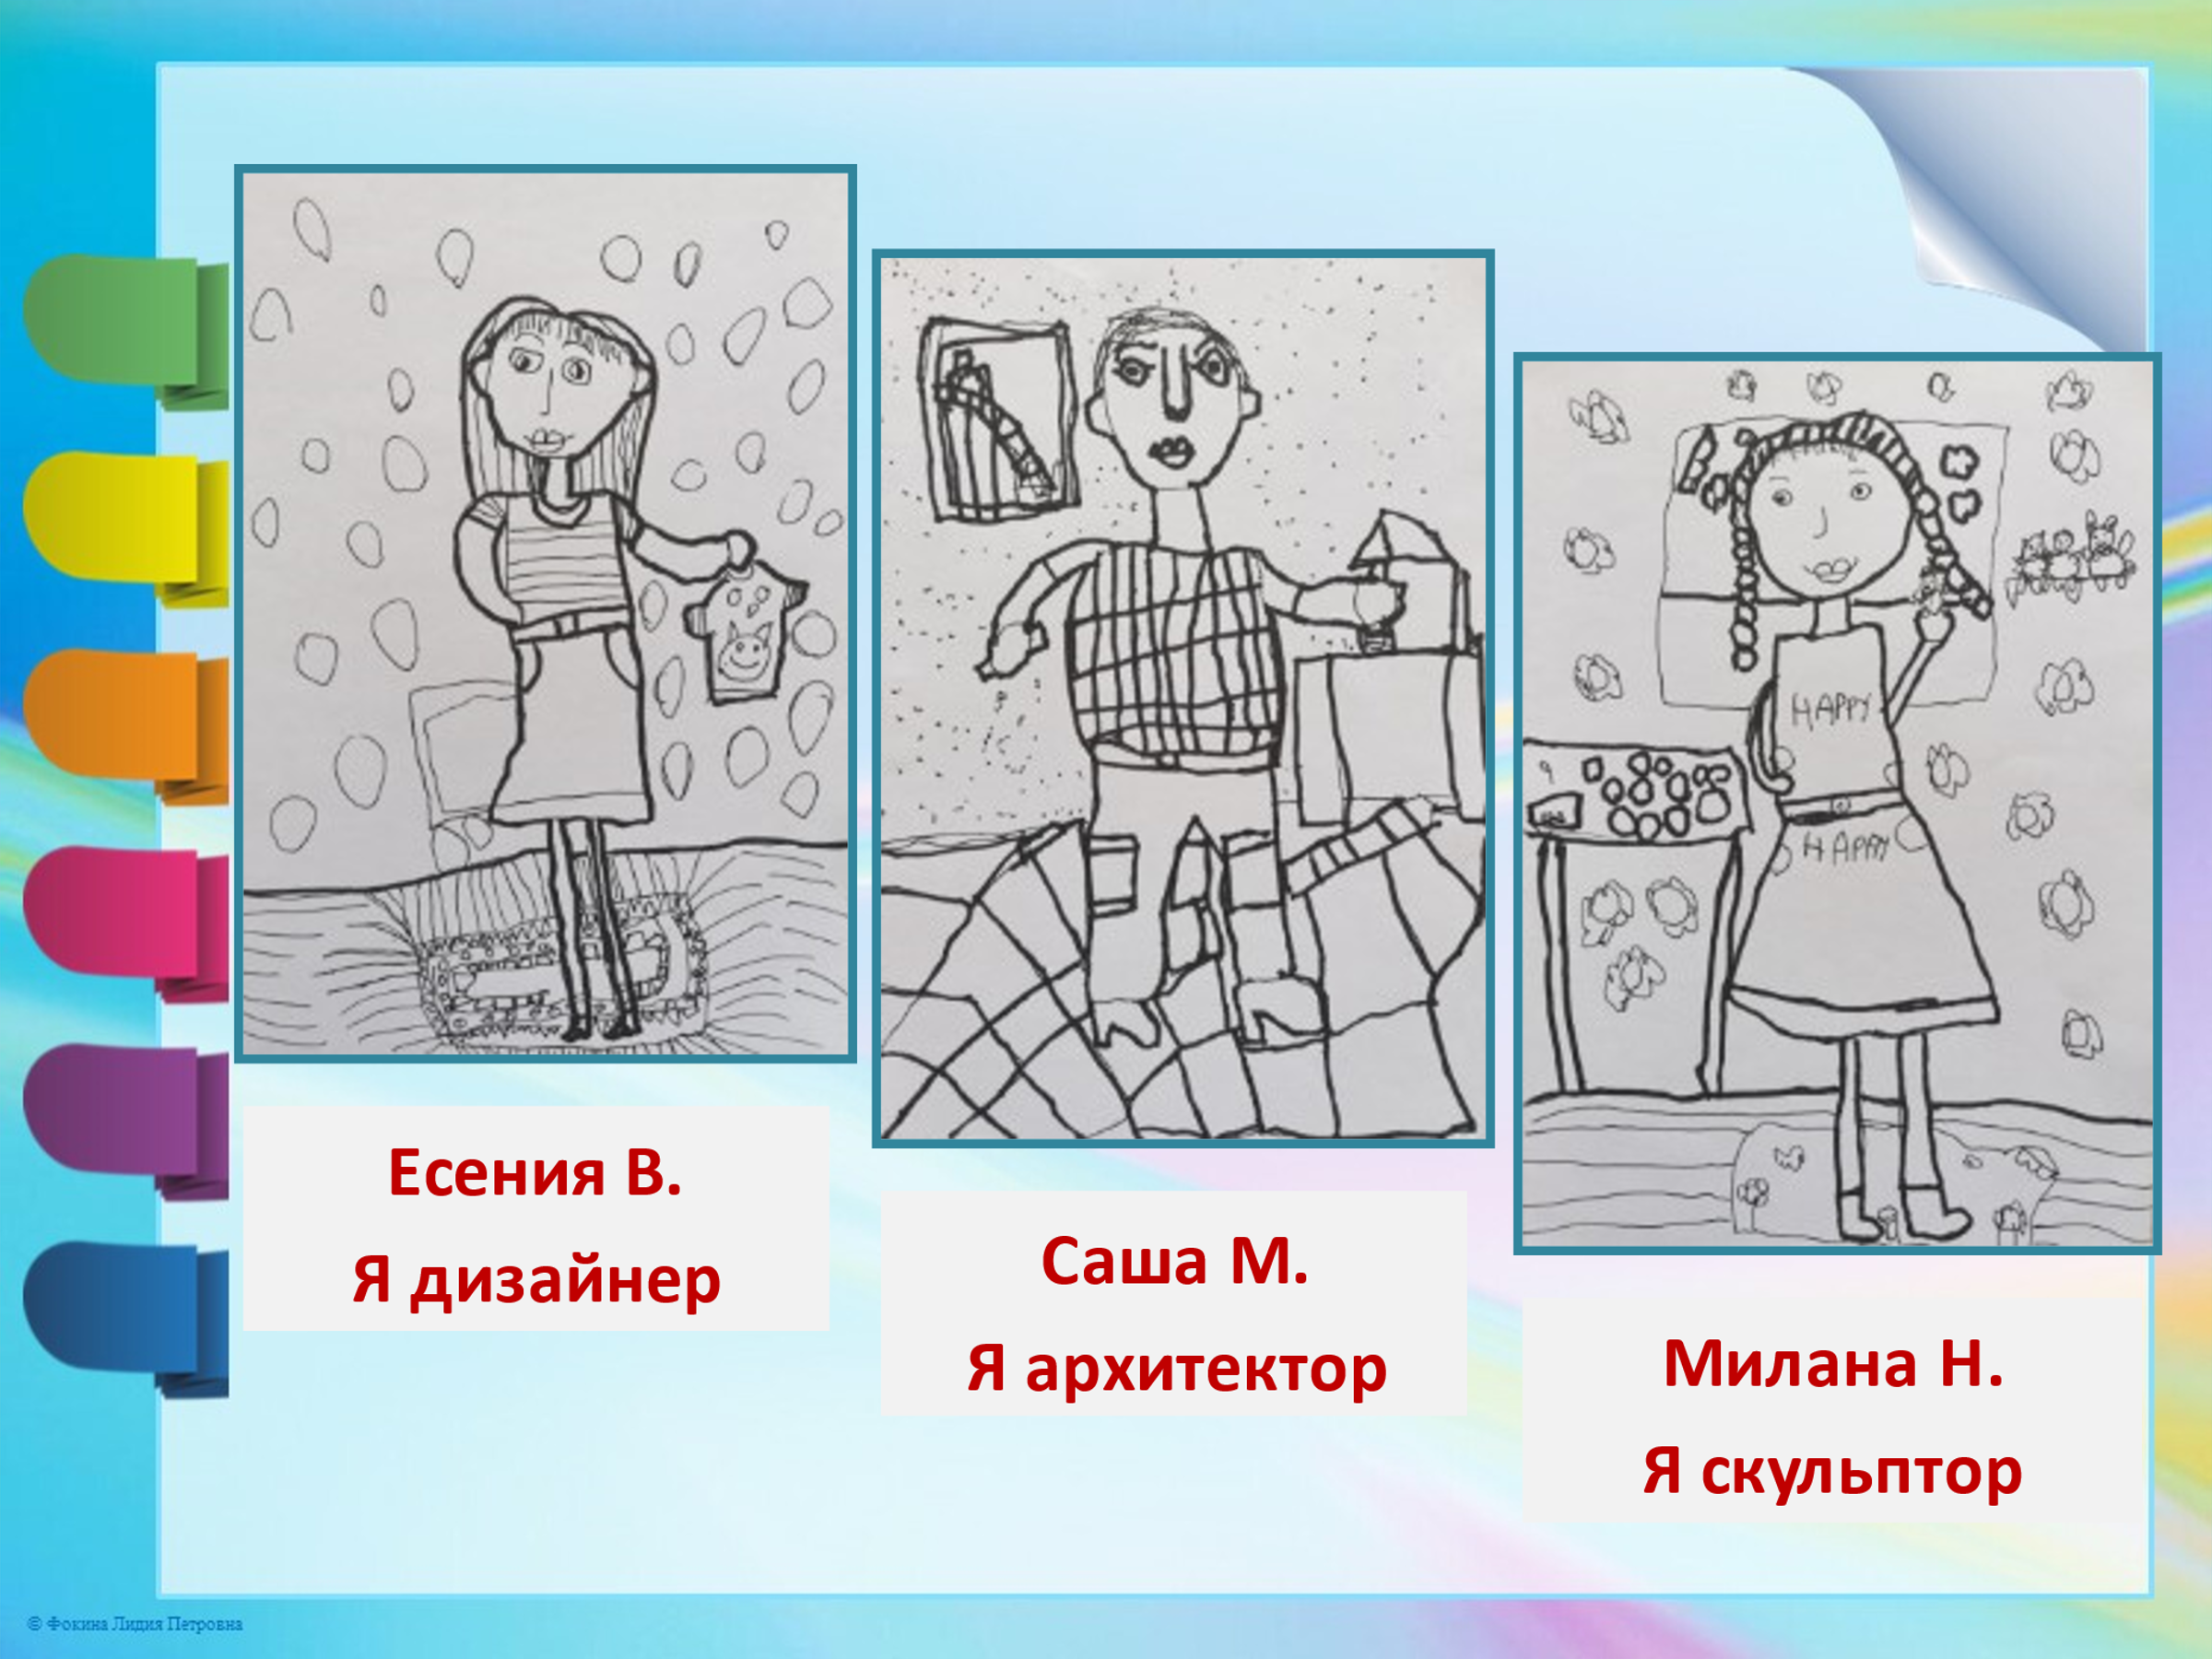 HAPPY
HAPPY
Есения В.
Я дизайнер
Саша М.
Я архитектор
Милана Н.
Я скульптор
© Фокина Лидия Петровна